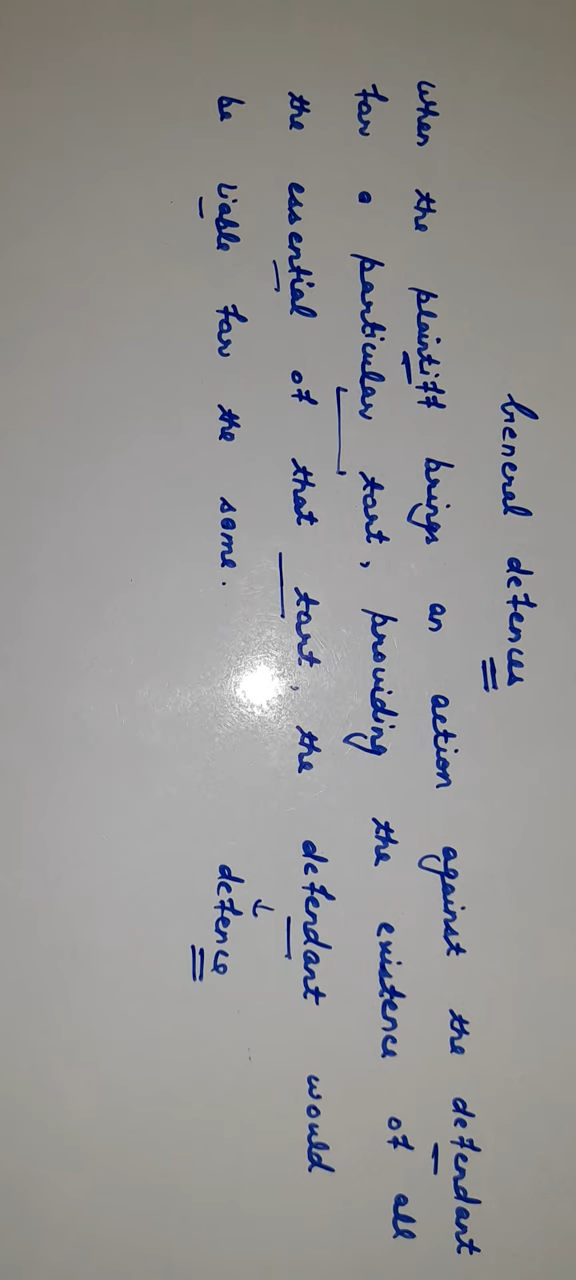 General defences
When the plaintiff brings an action against the defendant
for a particular tort, providing the existence of all
the essential of that tort, the defendant would
be liable for the same.
↓
defence